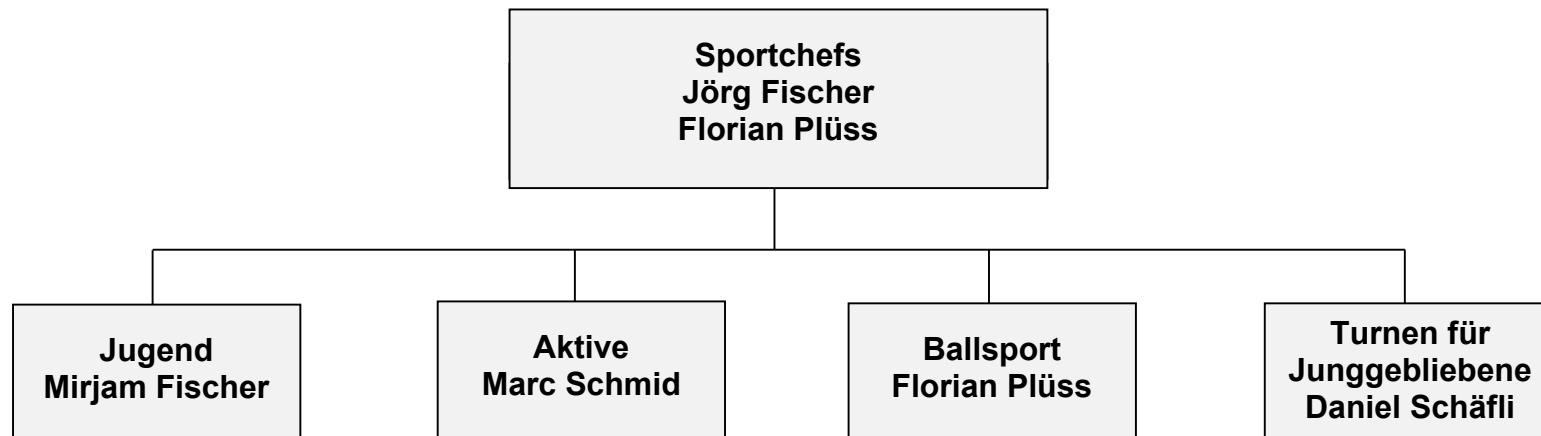 Sportchefs
Jörg Fischer
Florian Plüss
Jugend
Mirjam Fischer
Aktive
Marc Schmid
Ballsport
Florian Plüss
Turnen für
Junggebliebene
Daniel Schäfli